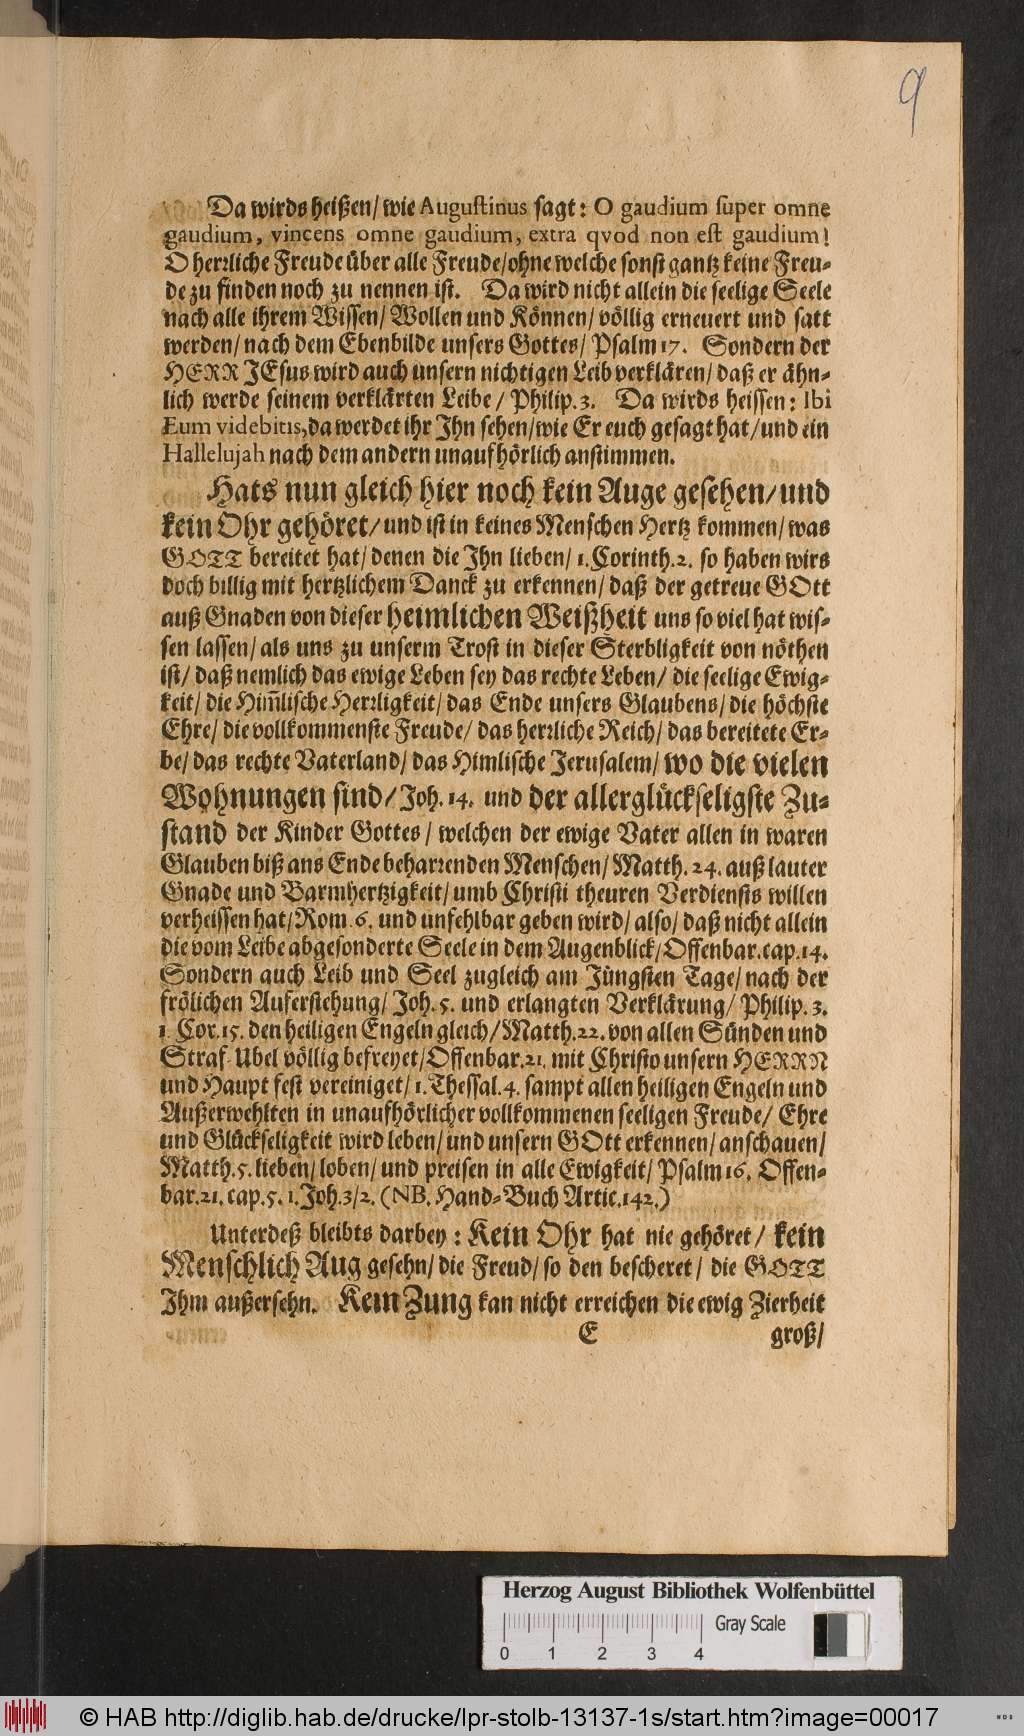 9
Da wirds heißen/ wie Augustinus sagt: O gaudium super omne
gaudium, vincens omne gaudium, extra qvod non est gaudium!
O herrliche Freude über alle Freude/ohne welche sonst gantz keine Freu-
de zu finden noch zu nennen ist. Da wird nicht allein die seelige Seele
nach alle ihrem Wissen/ Wollen und Können/ völlig erneuert und satt
werden/ nach dem Ebenbilde unsers Gottes/ Psalm 17. Sondern der
HERR JEsus wird auch unsern nichtigen Leib verklären/ daß er ähn-
lich werde seinem verklärten Leibe / Philip. 3. Da wirds heissen: Ibi
Eum videbitis, da werdet ihr Jhn sehen/wie Er euch gesagt hat/und ein
Hallelujah nach dem andern unaufhörlich anstimmen.
Hats nun gleich hier noch kein Auge gesehen/und
kein Ohr gehöret/ und ist in keines Menschen Hertz kommen/ was
GOTT bereitet hat/ denen die Jhn lieben/ 1. Corinth. 2. so haben wirs
doch billig mit hertzlichem Danck zu erkennen/ daß der getreue GOtt
auß Gnaden von dieser heimlichen Weißheit uns so viel hat wis-
sen lassen/ als uns zu unserm Trost in dieser Sterbligkeit von nöthen
ist/ daß nemlich das ewige Leben sey das rechte Leben/ die seelige Ewig-
keit/ die Him̃lische Herrligkeit/ das Ende unsers Glaubens/ die höchste
Ehre/ die vollkommenste Freude/ das herrliche Reich/ das bereitete Er-
be/ das rechte Vaterland/ das Himlische Jerusalem/ wo die vielen
Wohnungen sind/ Joh. 14. und der allerglückseligste Zu-
stand der Kinder Gottes / welchen der ewige Vater allen in waren
Glauben biß ans Ende beharrenden Menschen/ Matth. 24. auß lauter
Gnade und Barmhertzigkeit/ umb Christi theuren Verdiensts willen
verheissen hat/Rom. 6. und unfehlbar geben wird/ also/ daß nicht allein
die vom Leibe abgesonderte Seele in dem Augenblick/Offenbar. cap. 14.
Sondern auch Leib und Seel zugleich am Jüngsten Tage/ nach der
frölichen Auferstehung/ Joh. 5. und erlangten Verklärung/ Philip. 3.
1. Cor. 15. den heiligen Engeln gleich/ Matth. 22. von allen Sünden und
Straf-Ubel völlig befreyet/Offenbar. 21. mit Christo unsern HERRN
und Haupt fest vereiniget/ 1. Thessal. 4. sampt allen heiligen Engeln und
Außerwehlten in unaufhörlicher vollkommenen seeligen Freude/ Ehre
und Glückseligkeit wird leben/ und unsern GOtt erkennen/ anschauen/
Matth. 5. lieben/ loben/ und preisen in alle Ewigkeit/ Psalm 16. Offen-
bar. 21. cap. 5. 1. Joh. 3/2. (NB. Hand-Buch Artic. 142.)
Unterdeß bleibts darbey: Kein Ohr hat nie gehöret/ kein
Menschlich Aug gesehn/ die Freud/ so den bescheret / die GOTT
Jhm außersehn. Kein Zung kan nicht erreichen die ewig Zierheit
E groß/
Herzog August Bibliothek Wolfenbüttel
Gray Scale
0 1 2 3 4
© HAB http://diglib.hab.de/drucke/lpr-stolb-13137-1s/start.htm?image=00017